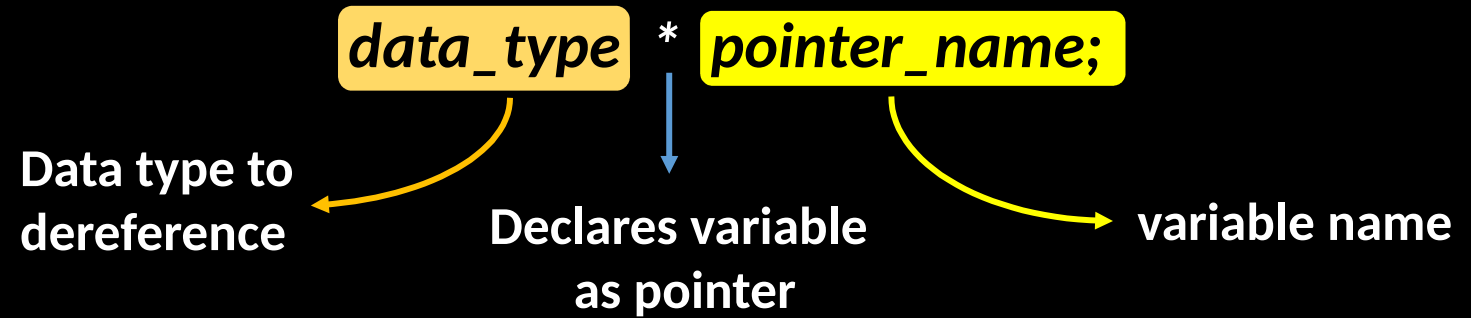 data_type * pointer_name;
Data type to
dereference
Declares variable
as pointer
variable name